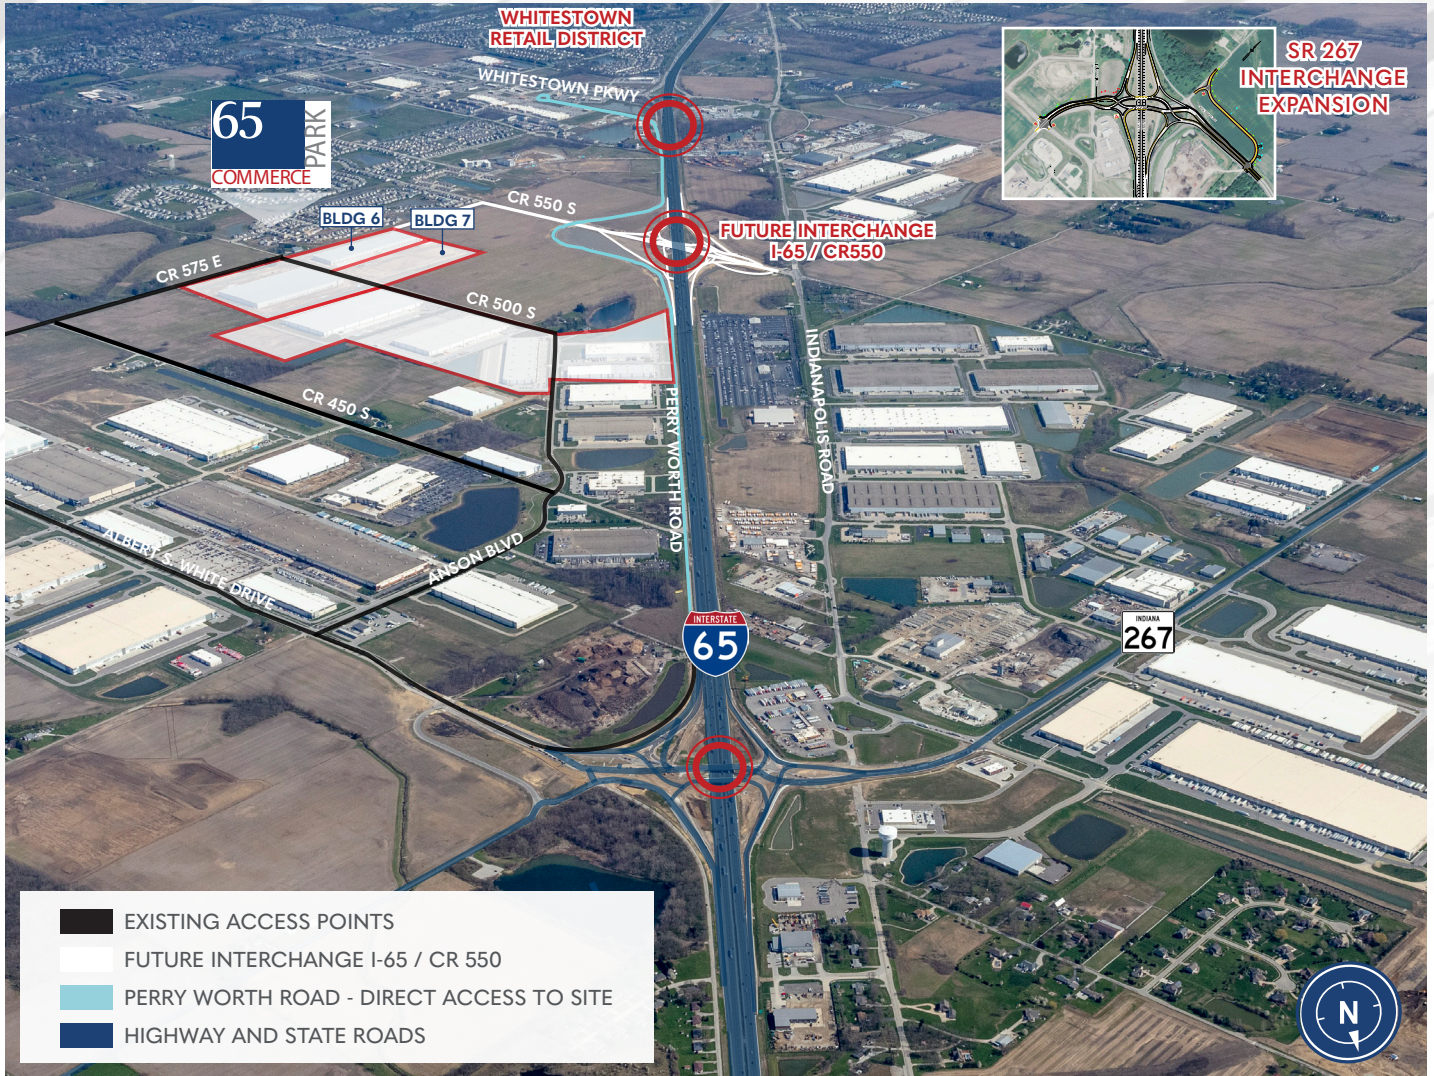 WHITESTOWN
RETAIL DISTRICT
WHITESTOWN PKWY
SR 267
INTERCHANGE
EXPANSION
65
COMMERCE
PARK
CR 550 S
BLDG 6
BLDG 7
FUTURE INTERCHANGE
I-65 / CR550
CR 575 E
CR 500 S
INDIANAPOLIS ROAD
CR 450 S
PERRY WORTH ROAD
ALBERT S. WHITE DRIVE
ANSON BLVD
INTERSTATE
65
INDIANA
267
EXISTING ACCESS POINTS
FUTURE INTERCHANGE I-65 / CR 550
PERRY WORTH ROAD - DIRECT ACCESS TO SITE
HIGHWAY AND STATE ROADS
N